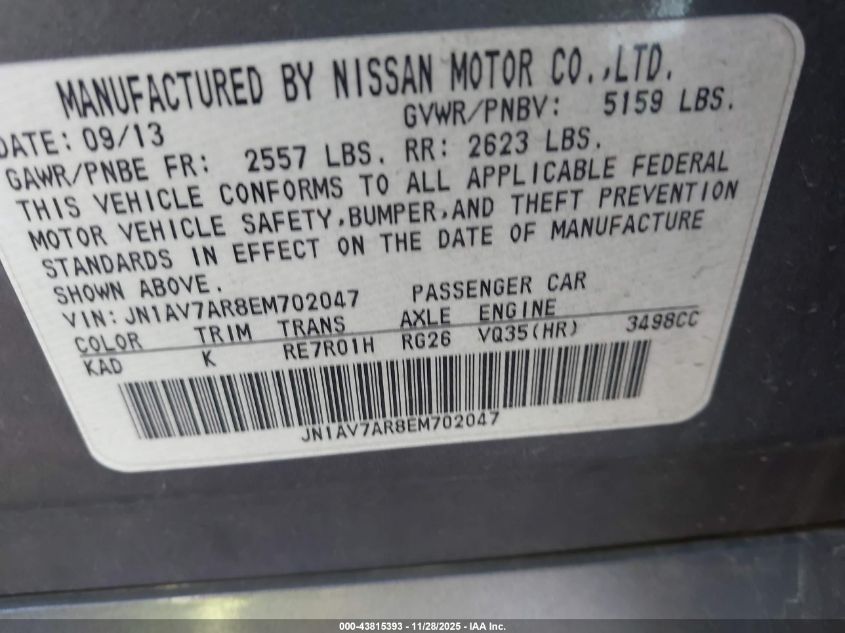 MANUFACTURED BY NISSAN MOTOR CO.,LTD.
DATE: 09/13 GVWR/PNBV: 5159 LBS.
GAWR/PNBE FR: 2557 LBS. RR: 2623 LBS.
THIS VEHICLE CONFORMS TO ALL APPLICABLE FEDERAL
MOTOR VEHICLE SAFETY,BUMPER,AND THEFT PREVENTION
STANDARDS IN EFFECT ON THE DATE OF MANUFACTURE
SHOWN ABOVE.
VIN: JN1AV7AR8EM702047 PASSENGER CAR
COLOR TRIM TRANS AXLE ENGINE
KAD K RE7R01H RG26 VQ35(HR) 3498CC
JN1AV7AR8EM702047
000-43815393 - 11/28/2025 - IAA Inc.